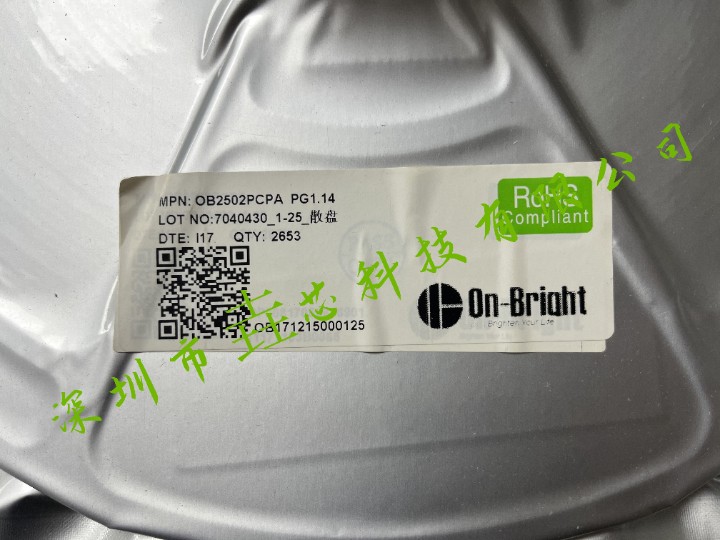 MPN: OB2502PCPA PG1.14
LOT NO:7040430_1-25_散盘
DTE: I17 QTY: 2653
OB171215000125
RoHS
Compliant
On-Bright
Brighten Your Life
深圳市壵芯科技有限公司